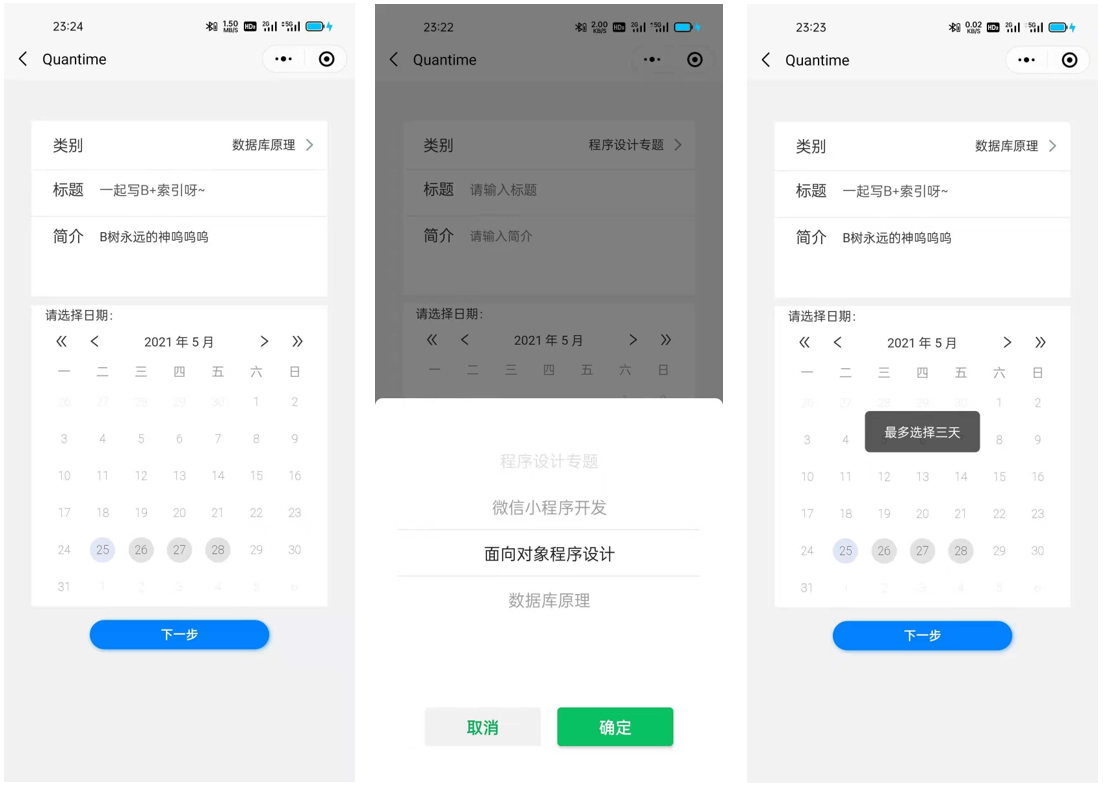 23:24 1.50 MB/S HD 2G 5G
Quantime
类别 数据库原理
标题 一起写B+索引呀~
简介 B树永远的神呜呜呜
请选择日期:
2021 年 5 月
一 二 三 四 五 六 日
26 27 28 29 30 1 2
3 4 5 6 7 8 9
10 11 12 13 14 15 16
17 18 19 20 21 22 23
24 25 26 27 28 29 30
31 1 2 3 4 5 6
下一步
23:22 2.00 KB/S HD 2G 5G
Quantime
类别 程序设计专题
标题 请输入标题
简介 请输入简介
请选择日期:
2021 年 5 月
一 二 三 四 五 六 日
程序设计专题
微信小程序开发
面向对象程序设计
数据库原理
取消 确定
23:23 0.02 KB/S HD 2G 5G
Quantime
类别 数据库原理
标题 一起写B+索引呀~
简介 B树永远的神呜呜呜
请选择日期:
2021 年 5 月
一 二 三 四 五 六 日
26 27 28 29 30 1 2
3 4 8 9
最多选择三天
10 11 12 13 14 15 16
17 18 19 20 21 22 23
24 25 26 27 28 29 30
31 1 2 3 4 5 6
下一步